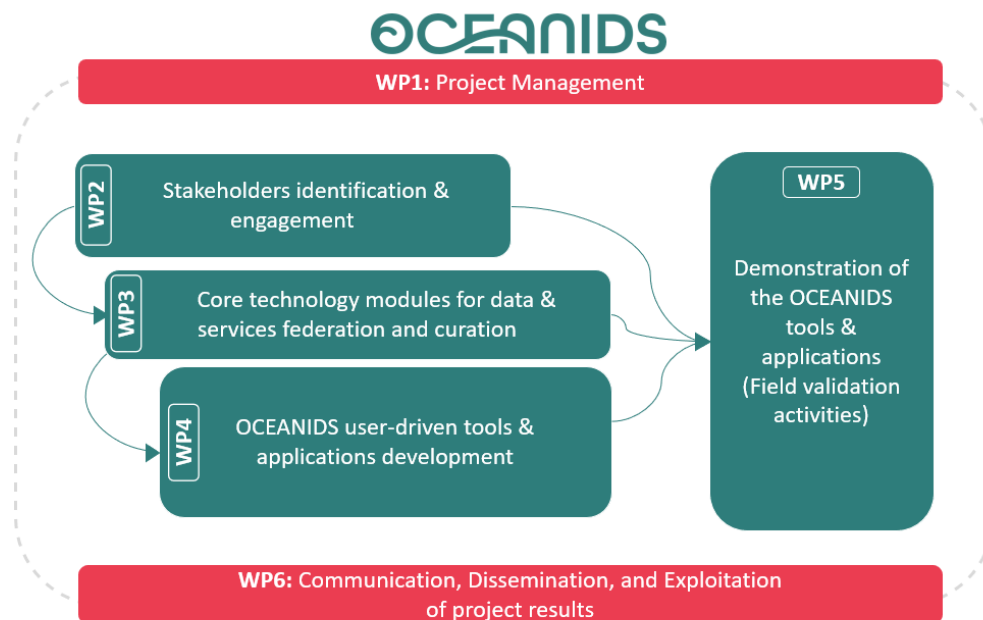 OCEANIDS
WP1: Project Management
WP2
Stakeholders identification &
engagement
WP3
Core technology modules for data &
services federation and curation
WP4
OCEANIDS user-driven tools &
applications development
WP5
Demonstration of
the OCEANIDS
tools &
applications
(Field validation
activities)
WP6: Communication, Dissemination, and Exploitation
of project results